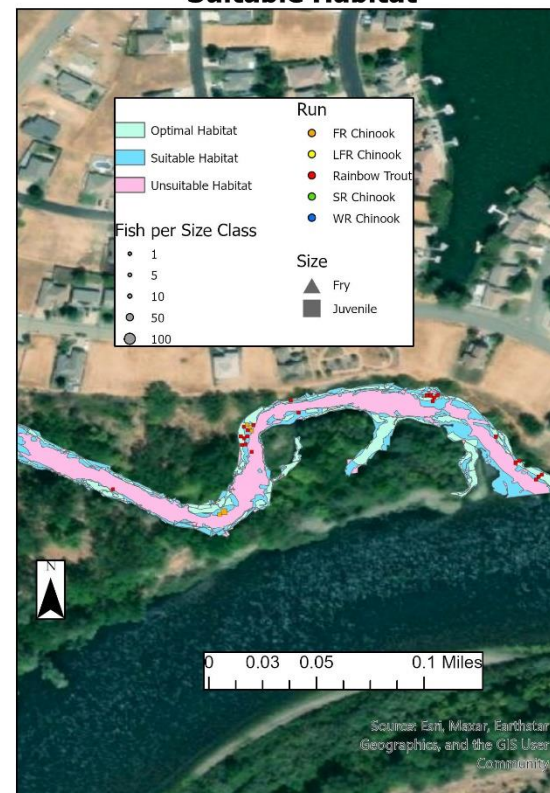 Suitable Habitat
Optimal Habitat
Suitable Habitat
Unsuitable Habitat
Fish per Size Class
1
5
10
50
100
Run
FR Chinook
LFR Chinook
Rainbow Trout
SR Chinook
WR Chinook
Size
Fry
Juvenile
N
0 0.03 0.05 0.1 Miles
Source: Esri, Maxar, Earthstar
Geographics, and the GIS User
Community